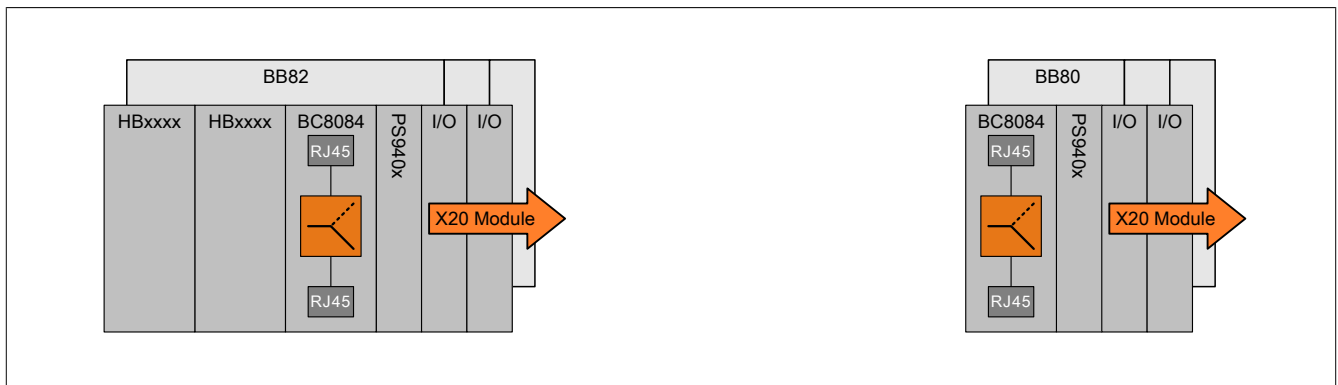 BB82
HBxxxx HBxxxx BC8084 PS940x I/O I/O
RJ45
X20 Module
RJ45
BB80
BC8084 PS940x I/O I/O
RJ45
X20 Module
RJ45